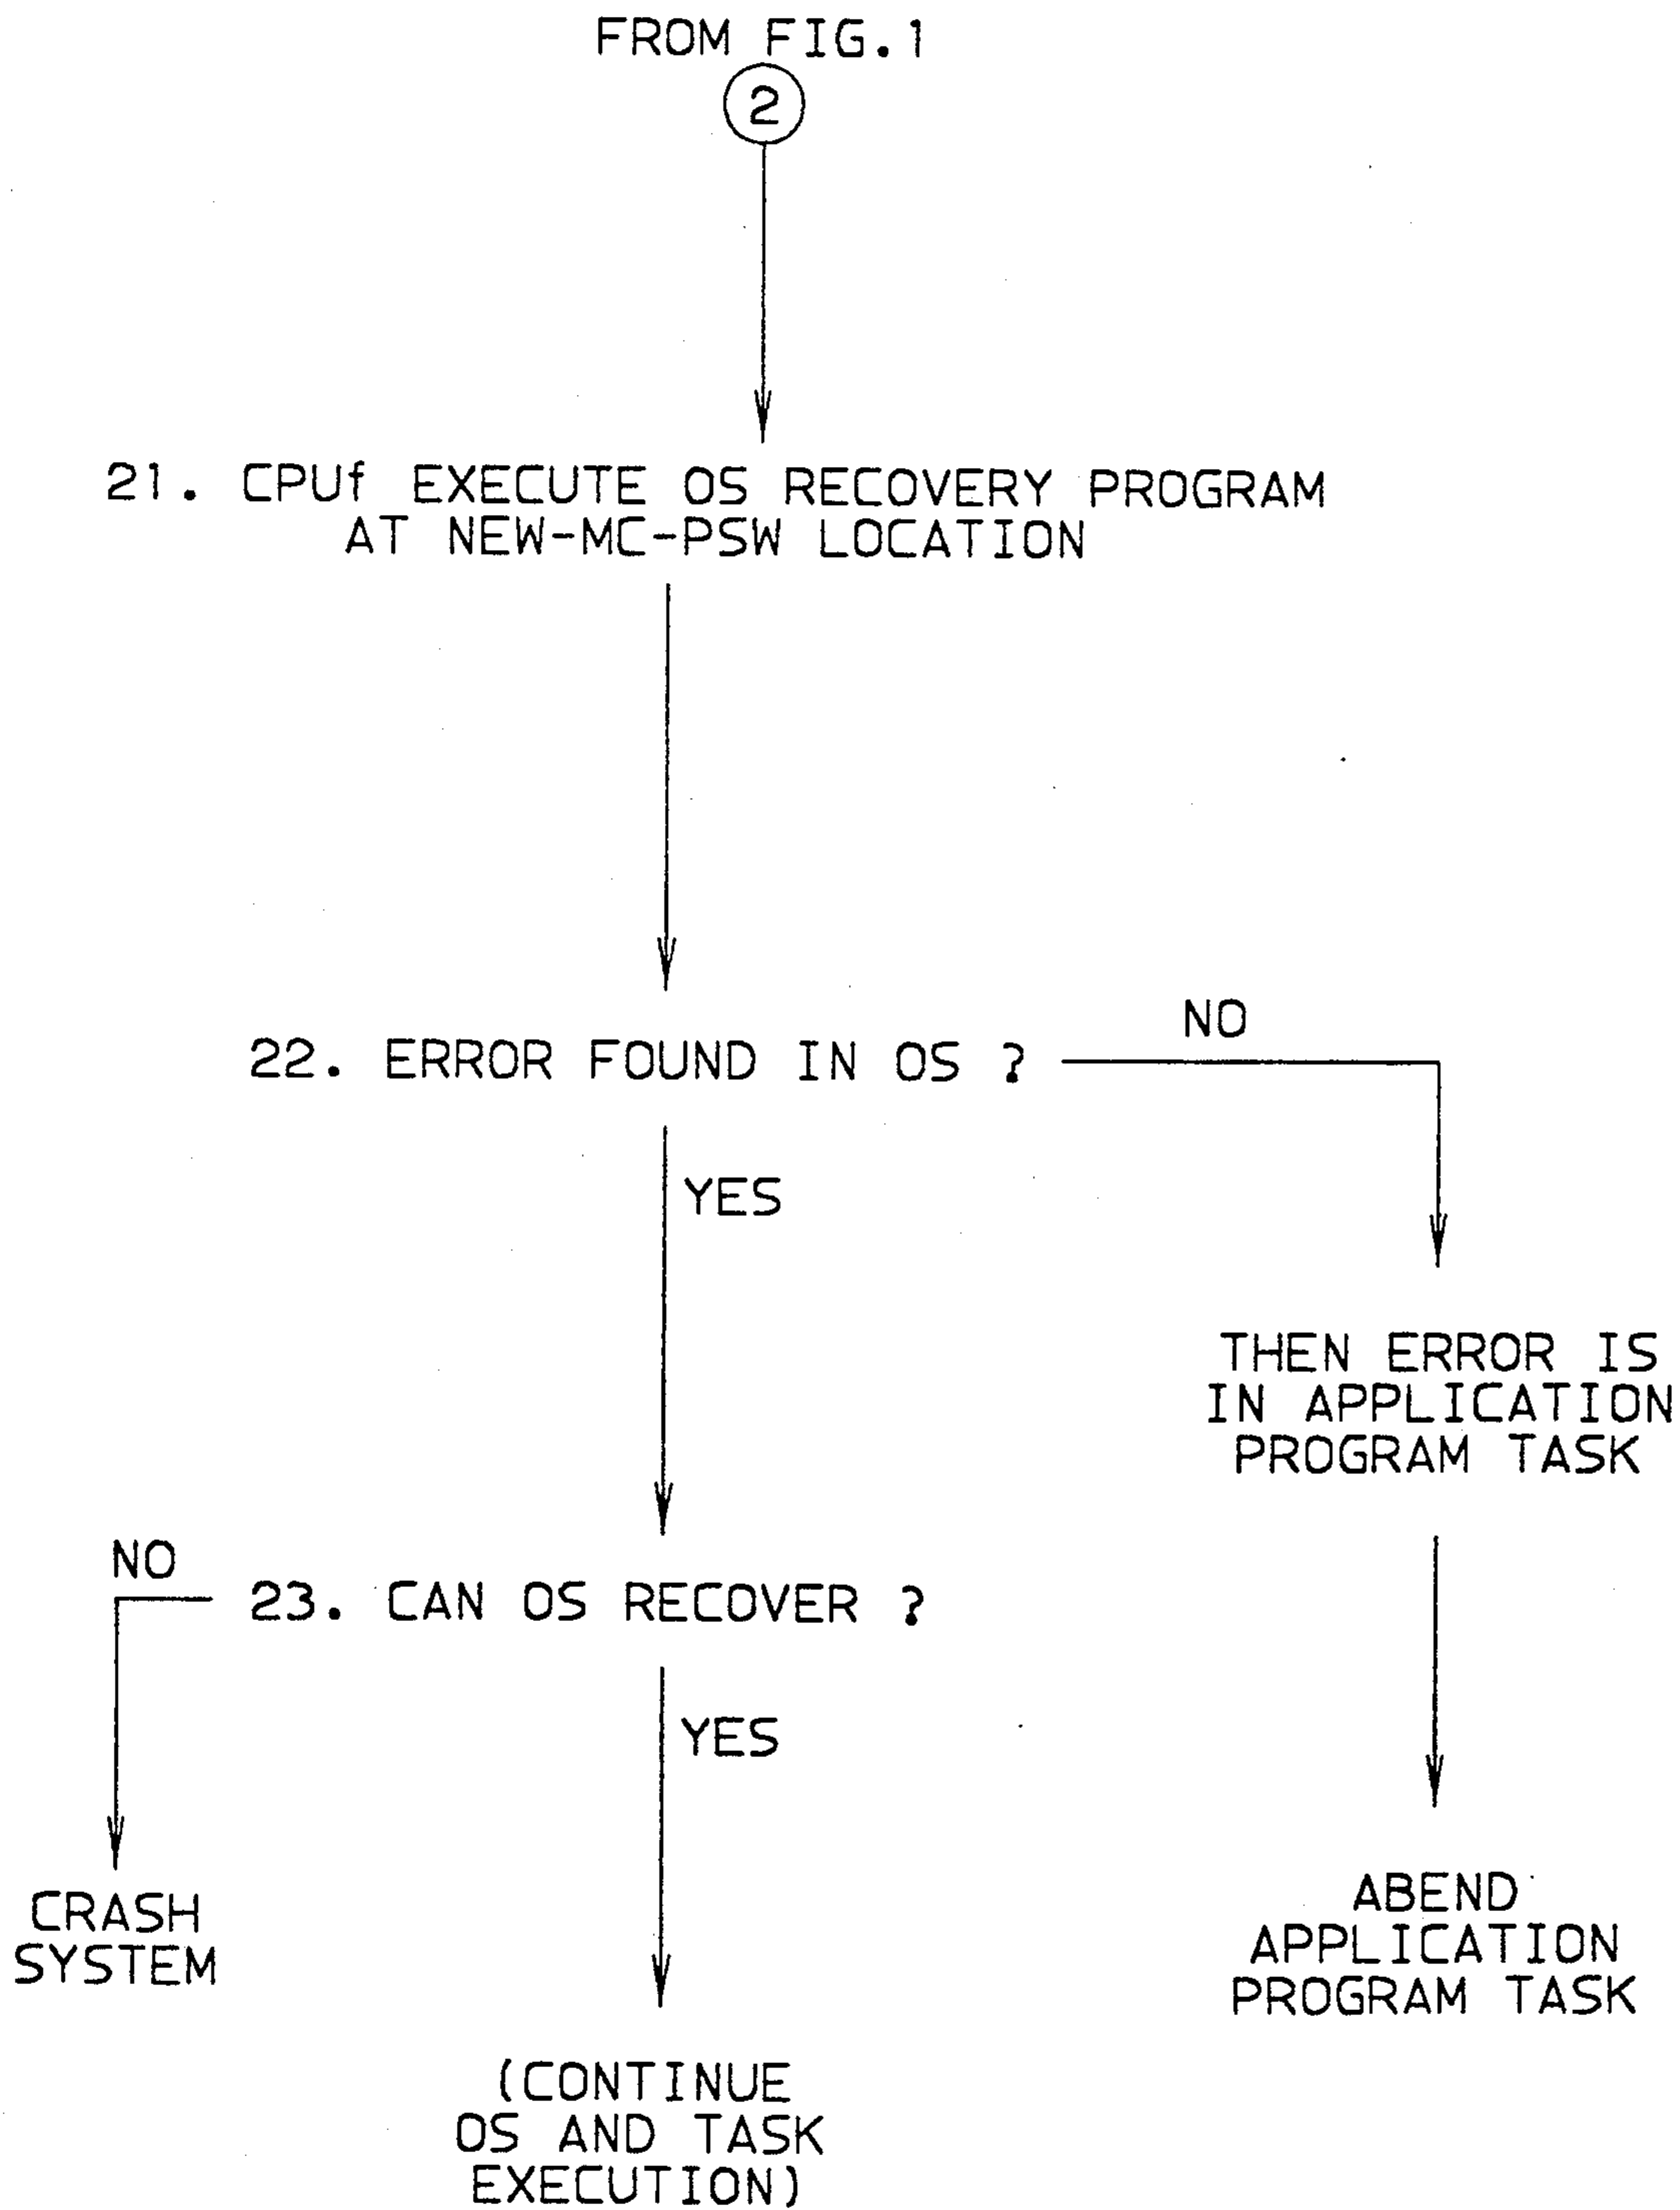 FROM FIG.1
2
21. CPUf EXECUTE OS RECOVERY PROGRAM
AT NEW-MC-PSW LOCATION
NO
22. ERROR FOUND IN OS ?
YES
THEN ERROR IS
IN APPLICATION
PROGRAM TASK
NO
23. CAN OS RECOVER ?
YES
CRASH
SYSTEM
ABEND
APPLICATION
PROGRAM TASK
(CONTINUE
OS AND TASK
EXECUTION)